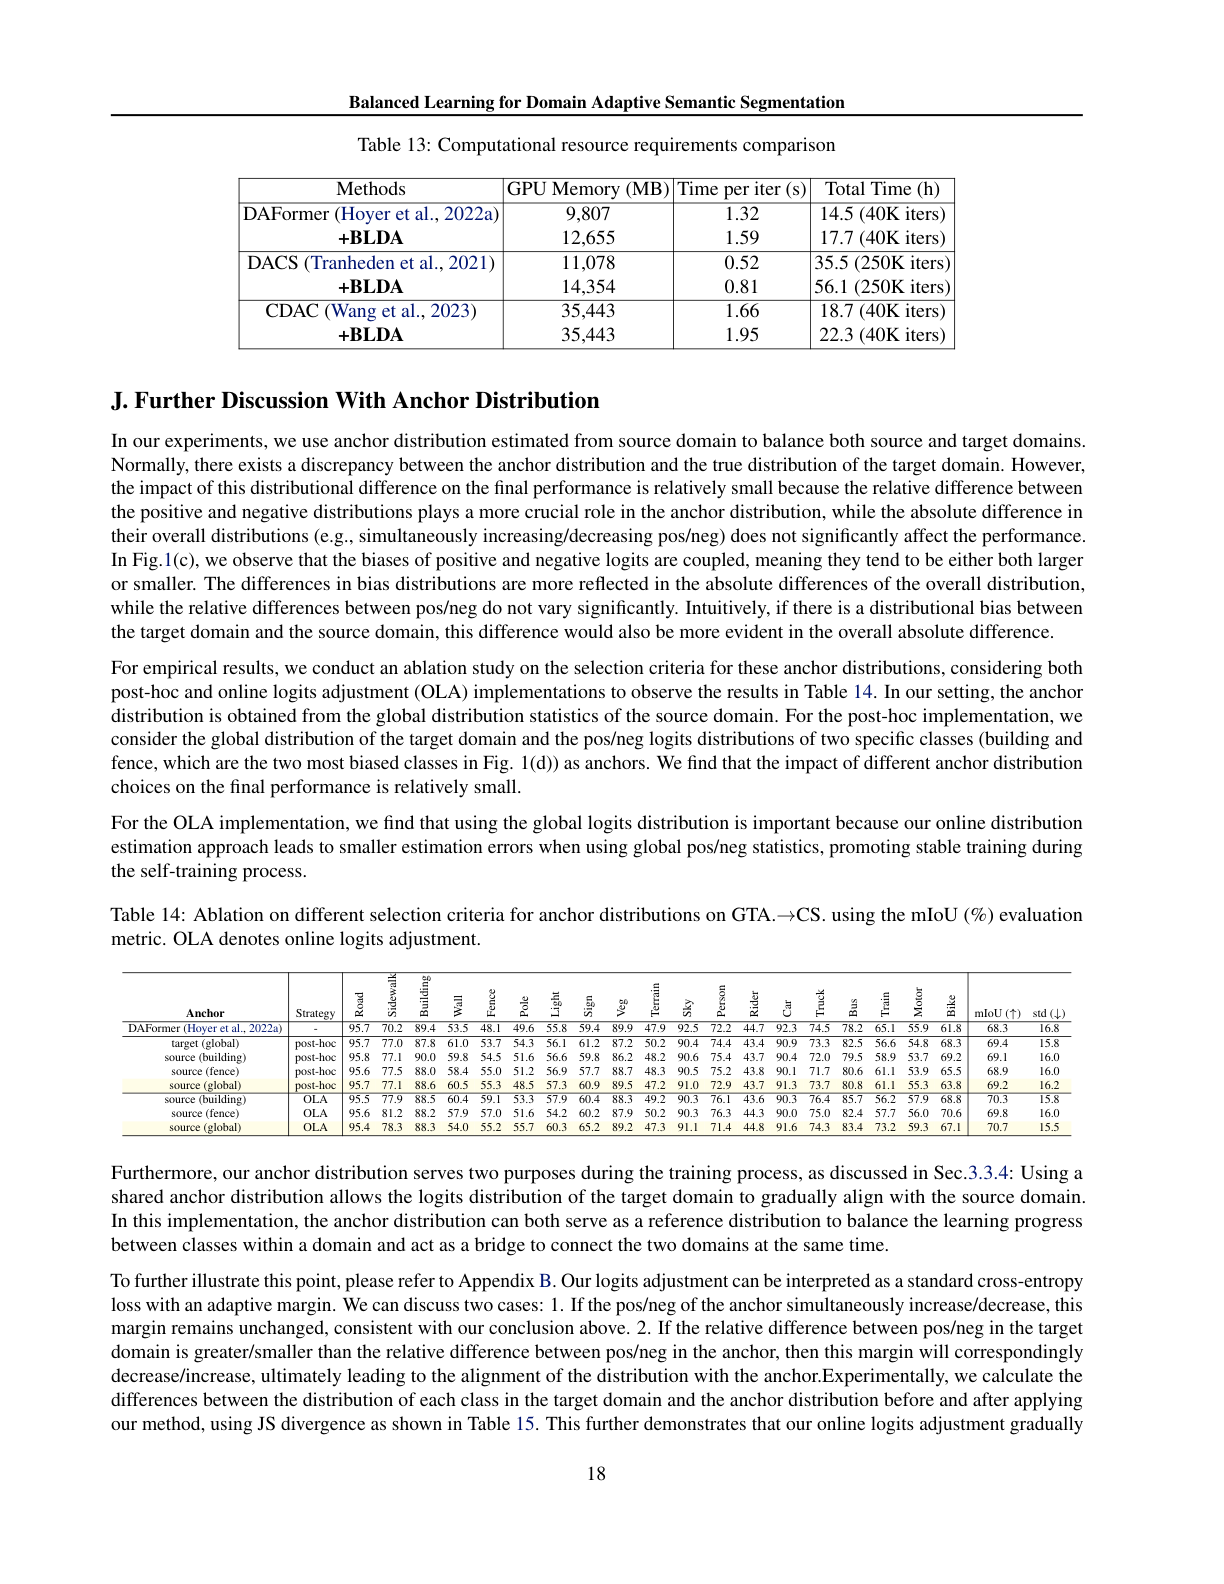 Balanced Learning for Domain Adaptive Semantic Segmentation
Table 13: Computational resource requirements comparison
Methods GPU Memory (MB) Time per iter (s) Total Time (h)
DAFormer (Hoyer et al., 2022a) 9,807 1.32 14.5 (40K iters)
+BLDA 12,655 1.59 17.7 (40K iters)
DACS (Tranheden et al., 2021) 11,078 0.52 35.5 (250K iters)
+BLDA 14,354 0.81 56.1 (250K iters)
CDAC (Wang et al., 2023) 35,443 1.66 18.7 (40K iters)
+BLDA 35,443 1.95 22.3 (40K iters)
J. Further Discussion With Anchor Distribution
In our experiments, we use anchor distribution estimated from source domain to balance both source and target domains.
Normally, there exists a discrepancy between the anchor distribution and the true distribution of the target domain. However,
the impact of this distributional difference on the final performance is relatively small because the relative difference between
the positive and negative distributions plays a more crucial role in the anchor distribution, while the absolute difference in
their overall distributions (e.g., simultaneously increasing/decreasing pos/neg) does not significantly affect the performance.
In Fig.1(c), we observe that the biases of positive and negative logits are coupled, meaning they tend to be either both larger
or smaller. The differences in bias distributions are more reflected in the absolute differences of the overall distribution,
while the relative differences between pos/neg do not vary significantly. Intuitively, if there is a distributional bias between
the target domain and the source domain, this difference would also be more evident in the overall absolute difference.
For empirical results, we conduct an ablation study on the selection criteria for these anchor distributions, considering both
post-hoc and online logits adjustment (OLA) implementations to observe the results in Table 14. In our setting, the anchor
distribution is obtained from the global distribution statistics of the source domain. For the post-hoc implementation, we
consider the global distribution of the target domain and the pos/neg logits distributions of two specific classes (building and
fence, which are the two most biased classes in Fig. 1(d)) as anchors. We find that the impact of different anchor distribution
choices on the final performance is relatively small.
For the OLA implementation, we find that using the global logits distribution is important because our online distribution
estimation approach leads to smaller estimation errors when using global pos/neg statistics, promoting stable training during
the self-training process.
Table 14: Ablation on different selection criteria for anchor distributions on GTA.→CS. using the mIoU (%) evaluation
metric. OLA denotes online logits adjustment.
Anchor Strategy Road Sidewalk Building Wall Fence Pole Light Sign Veg Terrain Sky Person Rider Car Truck Bus Train Motor Bike mIoU (↑) std (↓)
DAFormer (Hoyer et al., 2022a) - 95.7 70.2 89.4 53.5 48.1 49.6 55.8 59.4 89.9 47.9 92.5 72.2 44.7 92.3 74.5 78.2 65.1 55.9 61.8 68.3 16.8
target (global) post-hoc 95.7 77.0 87.8 61.0 53.7 54.3 56.1 61.2 87.2 50.2 90.4 74.4 43.4 90.9 73.3 82.5 56.6 54.8 68.3 69.4 15.8
source (building) post-hoc 95.8 77.1 90.0 59.8 54.5 51.6 56.6 59.8 86.2 48.2 90.6 75.4 43.7 90.4 72.0 79.5 58.9 53.7 69.2 69.1 16.0
source (fence) post-hoc 95.6 77.5 88.0 58.4 55.0 51.2 56.9 57.7 88.7 48.3 90.5 75.2 43.8 90.1 71.7 80.6 61.1 53.9 65.5 68.9 16.0
source (global) post-hoc 95.7 77.1 88.6 60.5 55.3 48.5 57.3 60.9 89.5 47.2 91.0 72.9 43.7 91.3 73.7 80.8 61.1 55.3 63.8 69.2 16.2
source (building) OLA 95.5 77.9 88.5 60.4 59.1 53.3 57.9 60.4 88.3 49.2 90.3 76.1 43.6 90.3 76.4 85.7 56.2 57.9 68.8 70.3 15.8
source (fence) OLA 95.6 81.2 88.2 57.9 57.0 51.6 54.2 60.2 87.9 50.2 90.3 76.3 44.3 90.0 75.0 82.4 57.7 56.0 70.6 69.8 16.0
source (global) OLA 95.4 78.3 88.3 54.0 55.2 55.7 60.3 65.2 89.2 47.3 91.1 71.4 44.8 91.6 74.3 83.4 73.2 59.3 67.1 70.7 15.5
Furthermore, our anchor distribution serves two purposes during the training process, as discussed in Sec.3.3.4: Using a
shared anchor distribution allows the logits distribution of the target domain to gradually align with the source domain.
In this implementation, the anchor distribution can both serve as a reference distribution to balance the learning progress
between classes within a domain and act as a bridge to connect the two domains at the same time.
To further illustrate this point, please refer to Appendix B. Our logits adjustment can be interpreted as a standard cross-entropy
loss with an adaptive margin. We can discuss two cases: 1. If the pos/neg of the anchor simultaneously increase/decrease, this
margin remains unchanged, consistent with our conclusion above. 2. If the relative difference between pos/neg in the target
domain is greater/smaller than the relative difference between pos/neg in the anchor, then this margin will correspondingly
decrease/increase, ultimately leading to the alignment of the distribution with the anchor.Experimentally, we calculate the
differences between the distribution of each class in the target domain and the anchor distribution before and after applying
our method, using JS divergence as shown in Table 15. This further demonstrates that our online logits adjustment gradually
18